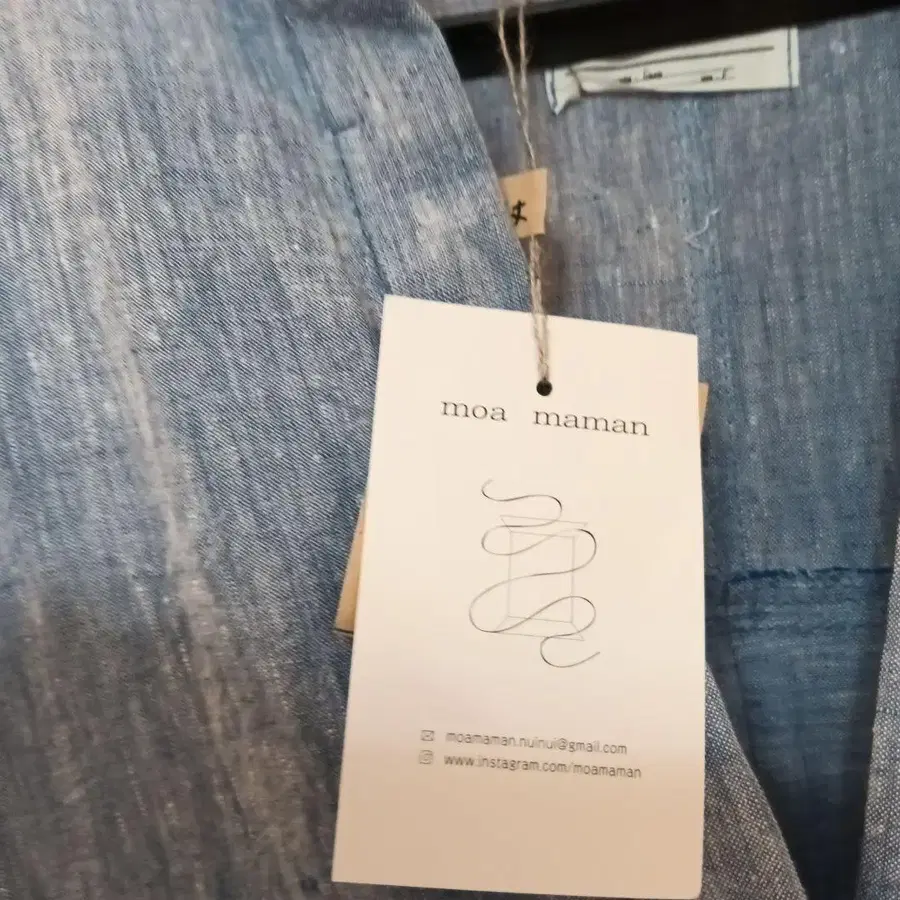 moa maman
moamaman.nuinui@gmail.com
www.instagram.com/moamaman